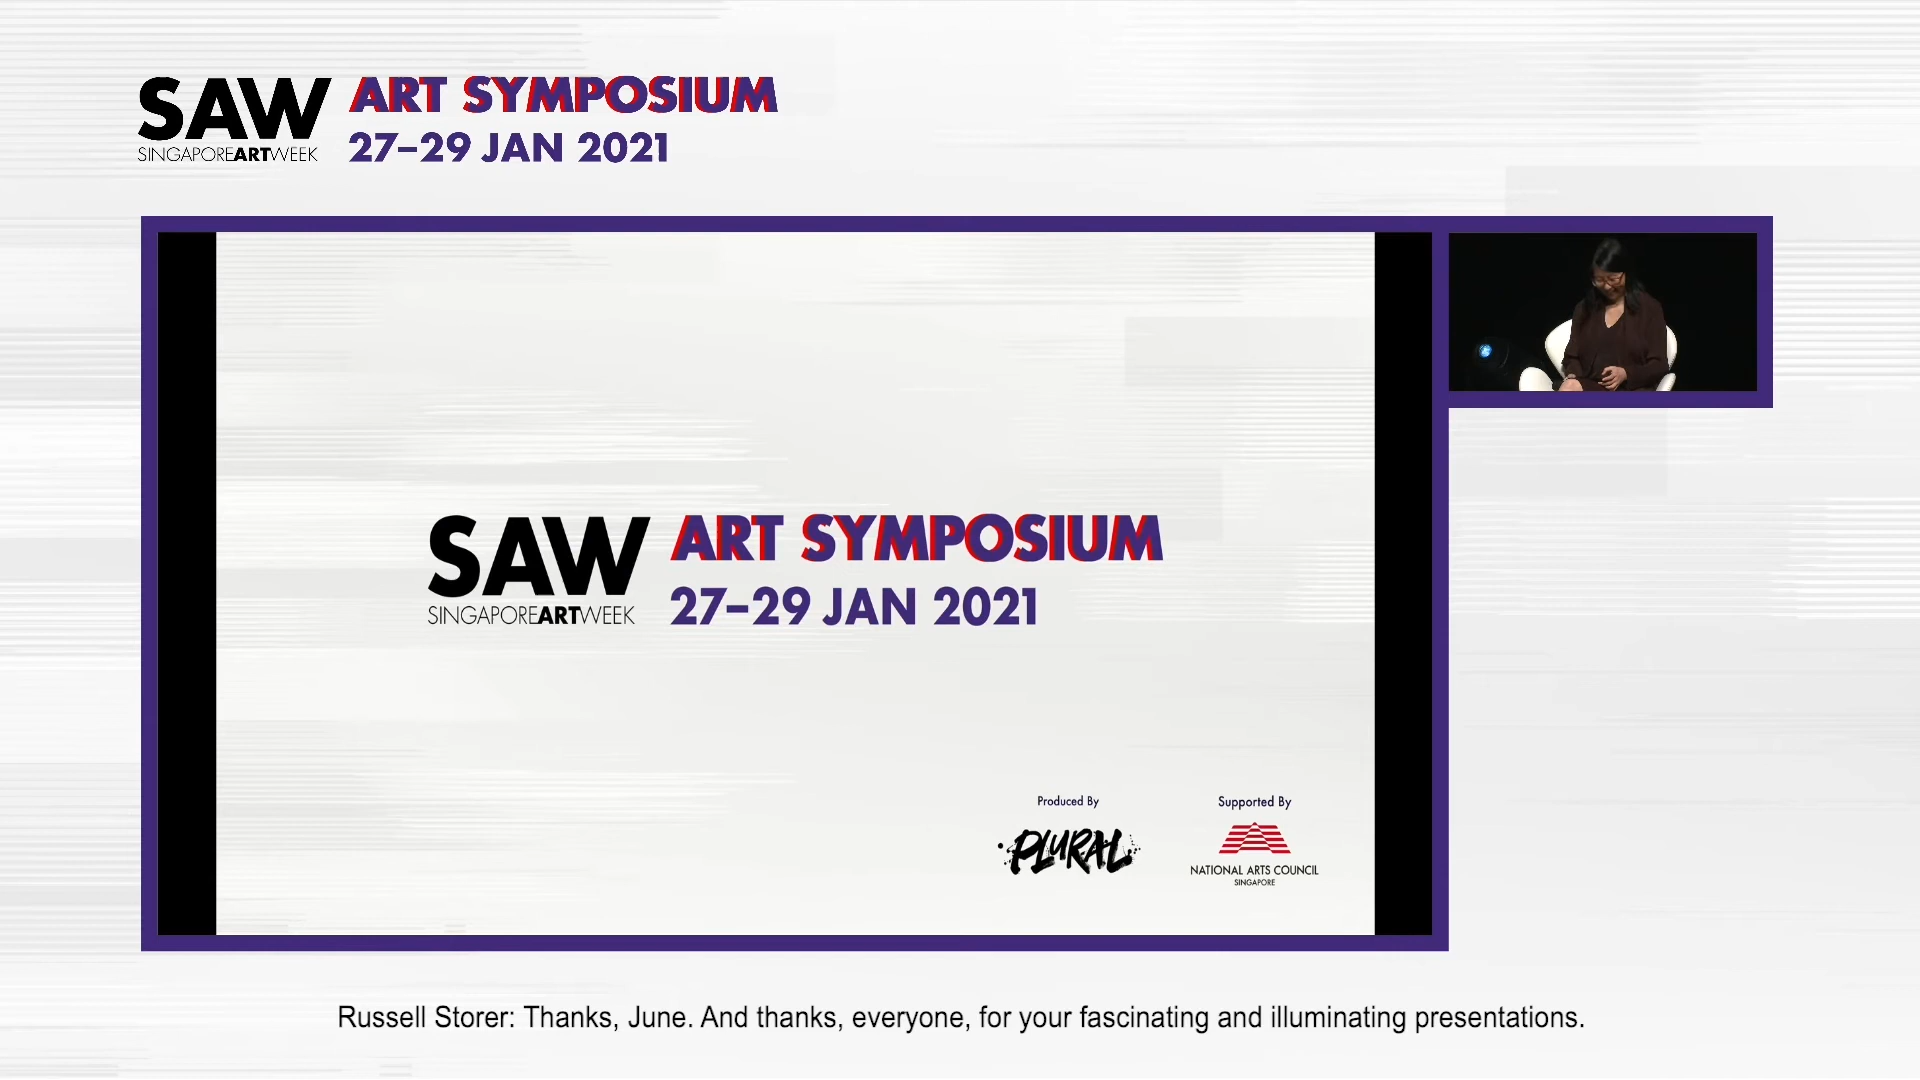 SAW ART SYMPOSIUM
SINGAPOREARTWEEK 27–29 JAN 2021
SAW ART SYMPOSIUM
SINGAPOREARTWEEK 27–29 JAN 2021
Produced By
PLURAL
Supported By
NATIONAL ARTS COUNCIL
SINGAPORE
Russell Storer: Thanks, June. And thanks, everyone, for your fascinating and illuminating presentations.